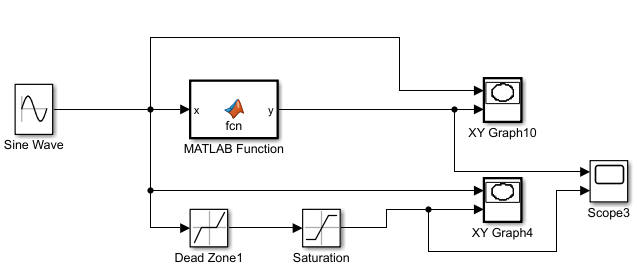 Sine Wave
x
y
fcn
MATLAB Function
XY Graph10
Scope3
XY Graph4
Dead Zone1
Saturation